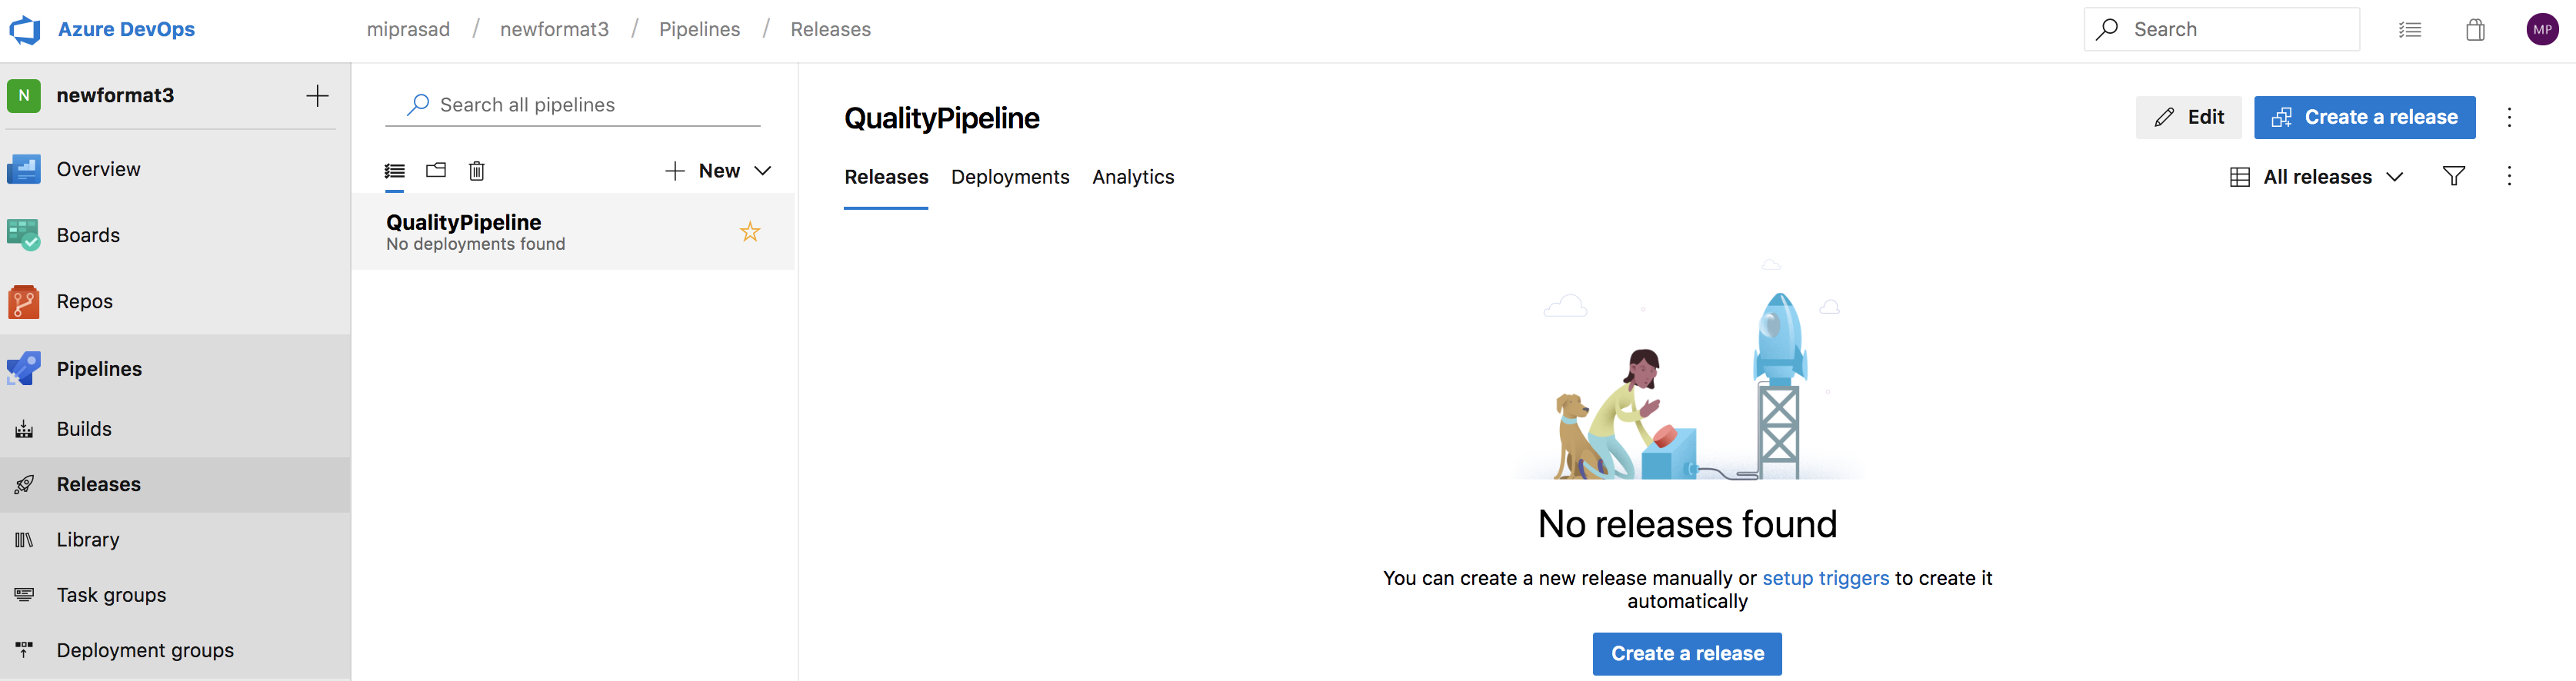 Azure DevOps
miprasad / newformat3 / Pipelines / Releases
Search
MP
N
newformat3
Overview
Boards
Repos
Pipelines
Builds
Releases
Library
Task groups
Deployment groups
Search all pipelines
New
QualityPipeline
No deployments found
QualityPipeline
Edit
Create a release
Releases
Deployments
Analytics
All releases
No releases found
You can create a new release manually or setup triggers to create it
automatically
Create a release